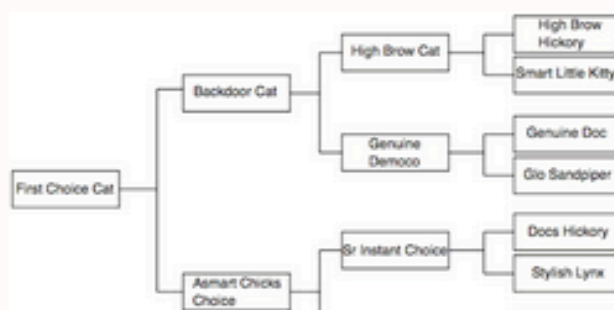 High Brow
Hickory
High Brow Cat
Smart Little Kitty
Backdoor Cat
Genuine Doc
Genuine
Democo
Glo Sandpiper
First Choice Cat
Docs Hickory
Sr Instant Choice
Stylish Lynx
Asmart Chicks
Choice